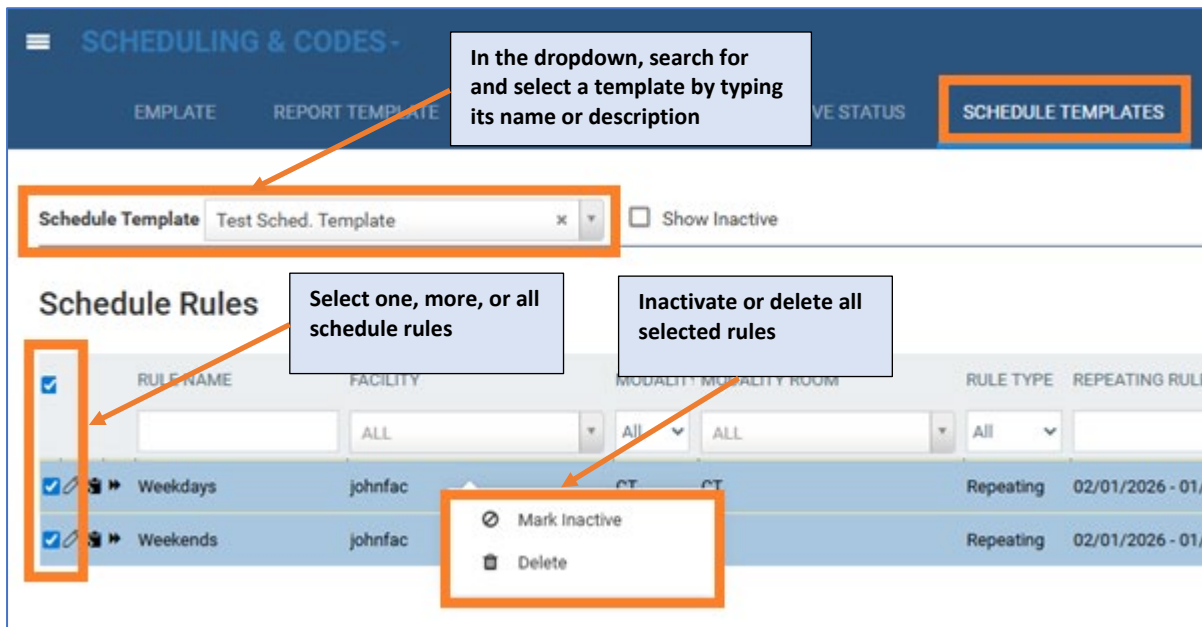 SCHEDULING & CODES
In the dropdown, search for
and select a template by typing
its name or description
EMPLATE REPORT TEMPLATE VE STATUS SCHEDULE TEMPLATES
Schedule Template Test Sched. Template × Show Inactive
Schedule Rules
Select one, more, or all
schedule rules
Inactivate or delete all
selected rules
RULE NAME FACILITY MODALITY MODALITY ROOM RULE TYPE REPEATING RUL
ALL All ALL All
Weekdays johnfac CT CT Repeating 02/01/2026 - 01/
Mark Inactive
Weekends johnfac Repeating 02/01/2026 - 01/
Delete